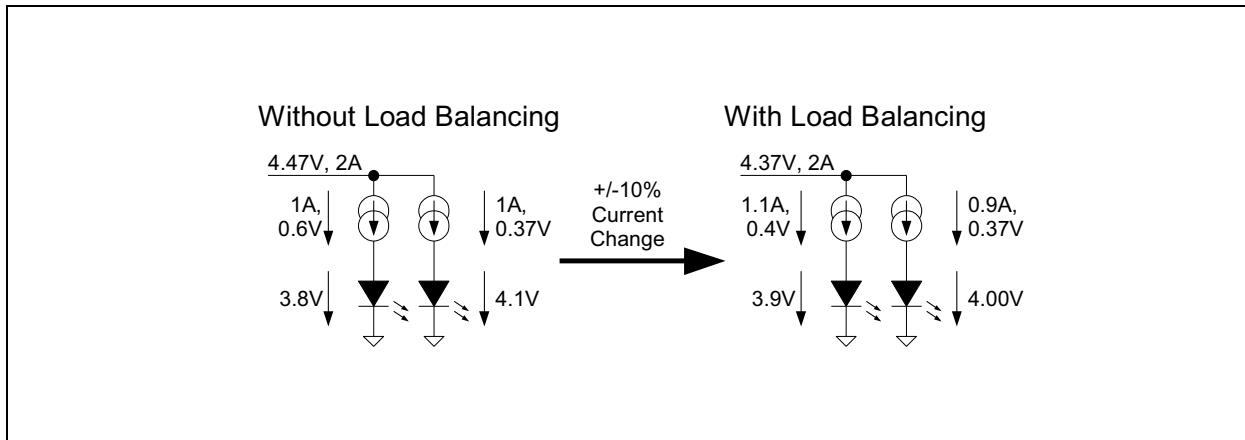 Without Load Balancing
4.47V, 2A
1A,
0.6V
1A,
0.37V
3.8V
4.1V
+/-10%
Current
Change
With Load Balancing
4.37V, 2A
1.1A,
0.4V
0.9A,
0.37V
3.9V
4.00V